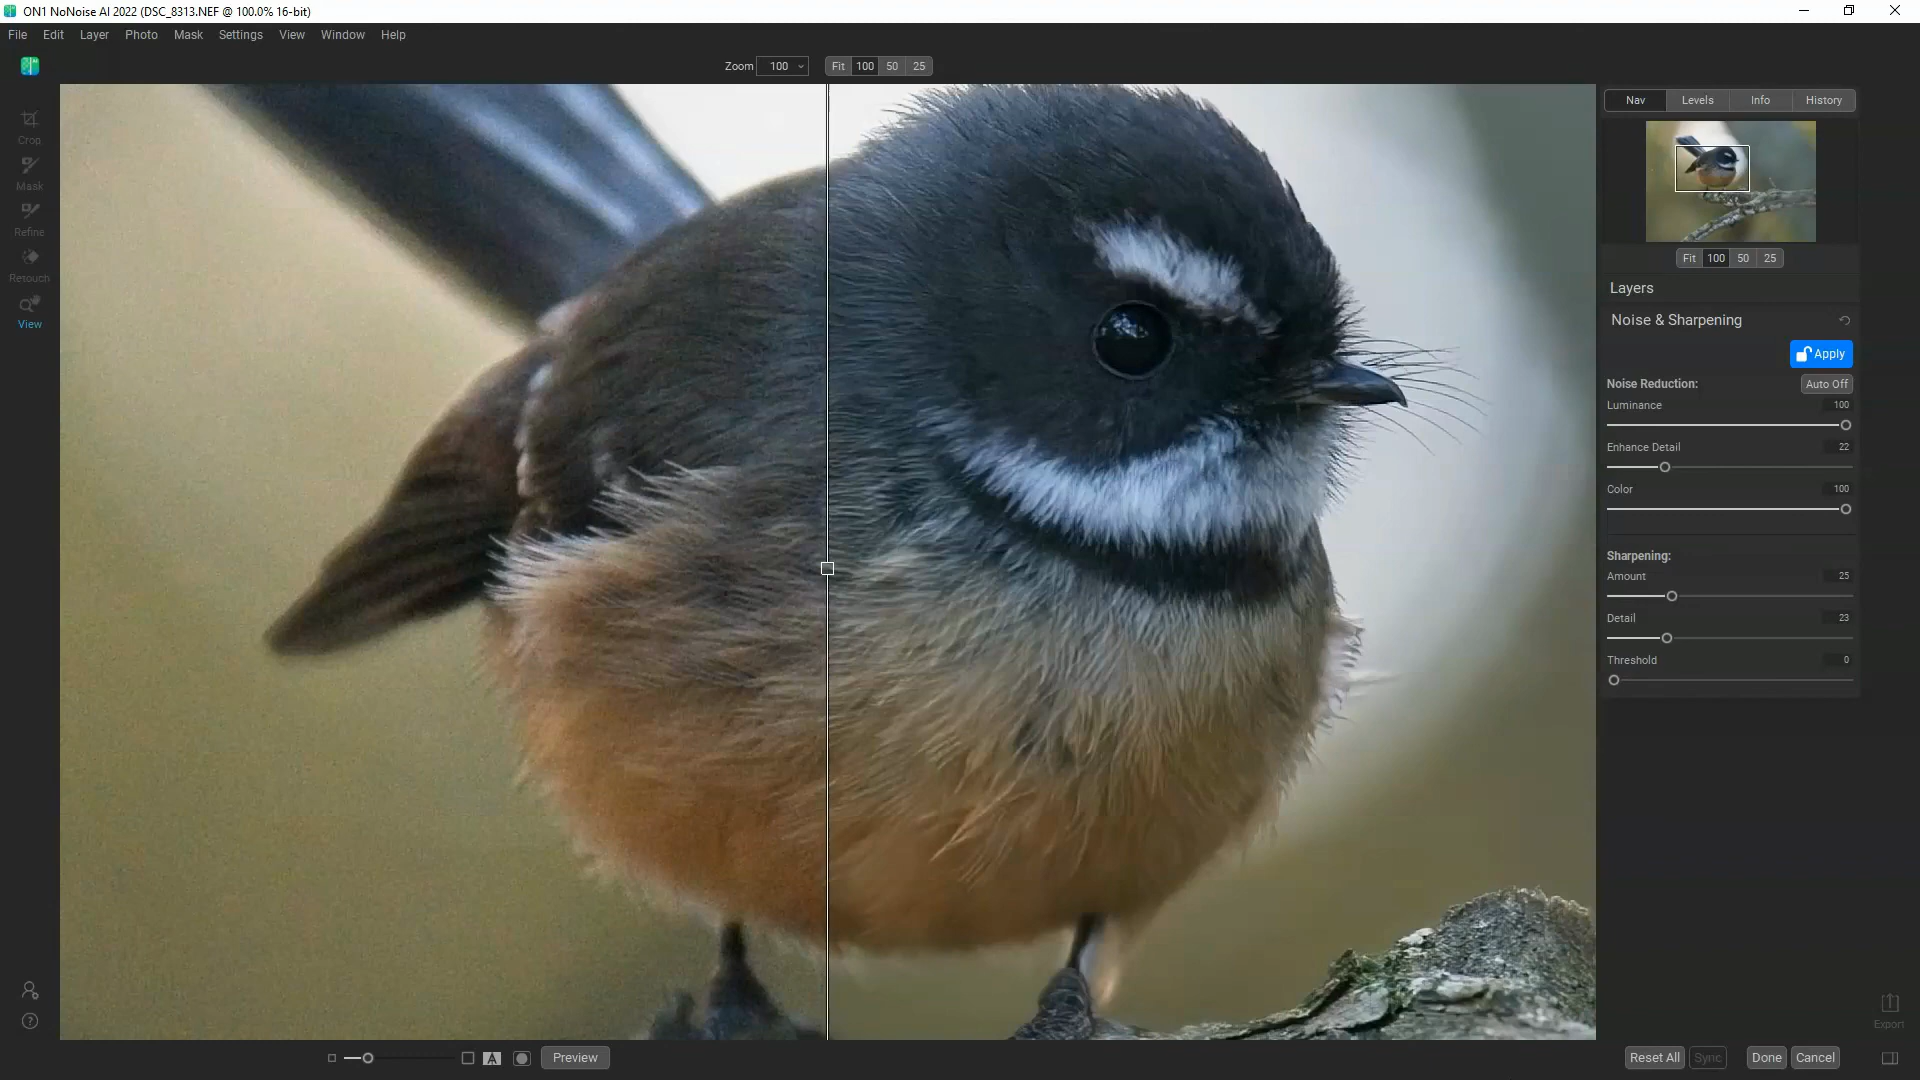 ON1 NoNoise AI 2022 (DSC_8313.NEF @ 100.0% 16-bit)
File Edit Layer Photo Mask Settings View Window Help
Zoom 100 Fit 100 50 25
Nav Levels Info History
Crop
Mask
Refine
Retouch
View
Fit 100 50 25
Layers
Noise & Sharpening
Apply
Noise Reduction: Auto Off
Luminance 100
Enhance Detail 22
Color 100
Sharpening:
Amount 25
Detail 23
Threshold 0
Export
A Preview
Reset All Sync Done Cancel